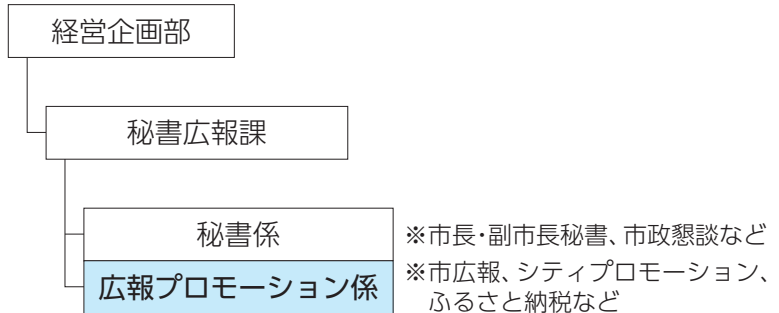 経営企画部
秘書広報課
秘書係
※市長・副市長秘書、市政懇談など
広報プロモーション係
※市広報、シティプロモーション、
ふるさと納税など